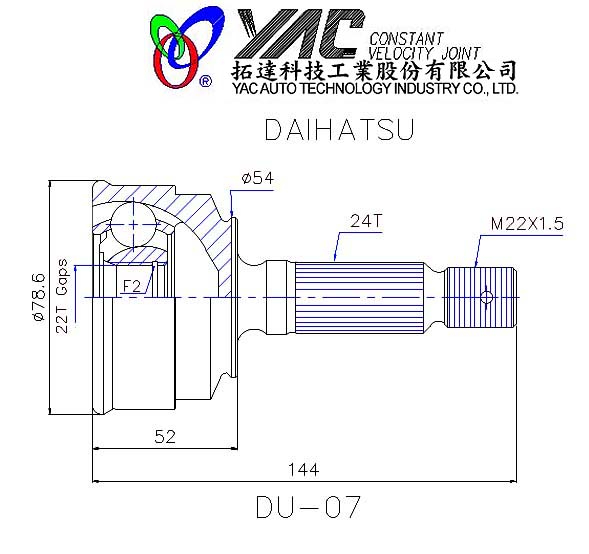 YAC CONSTANT
VELOCITY JOINT
®
拓達科技工業股份有限公司
YAC AUTO TECHNOLOGY INDUSTRY CO., LTD.
DAIHATSU
ø54
24T
M22X1.5
ø78.6
22T Gaps
F2
52
144
DU-07